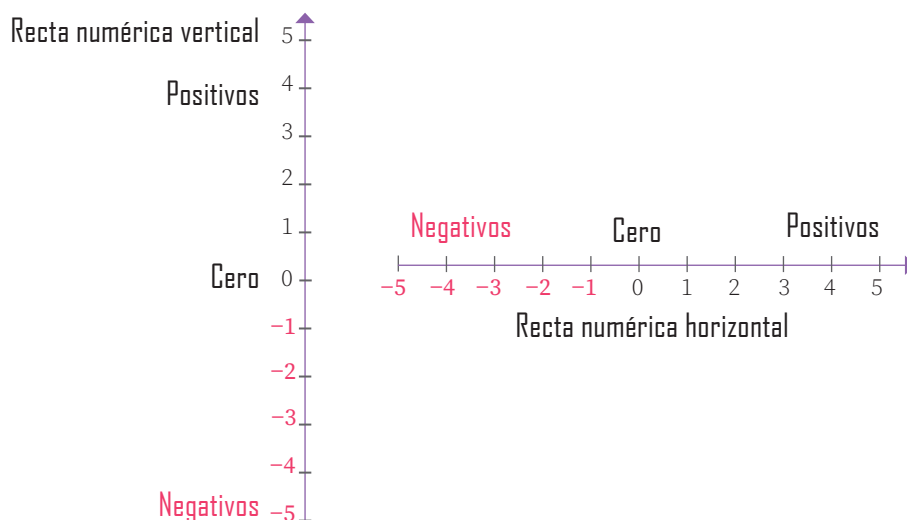 Recta numérica vertical 5
Positivos 4
3
2
1
Cero 0
−1
−2
−3
−4
Negativos −5
Negativos Cero Positivos
−5 −4 −3 −2 −1 0 1 2 3 4 5
Recta numérica horizontal